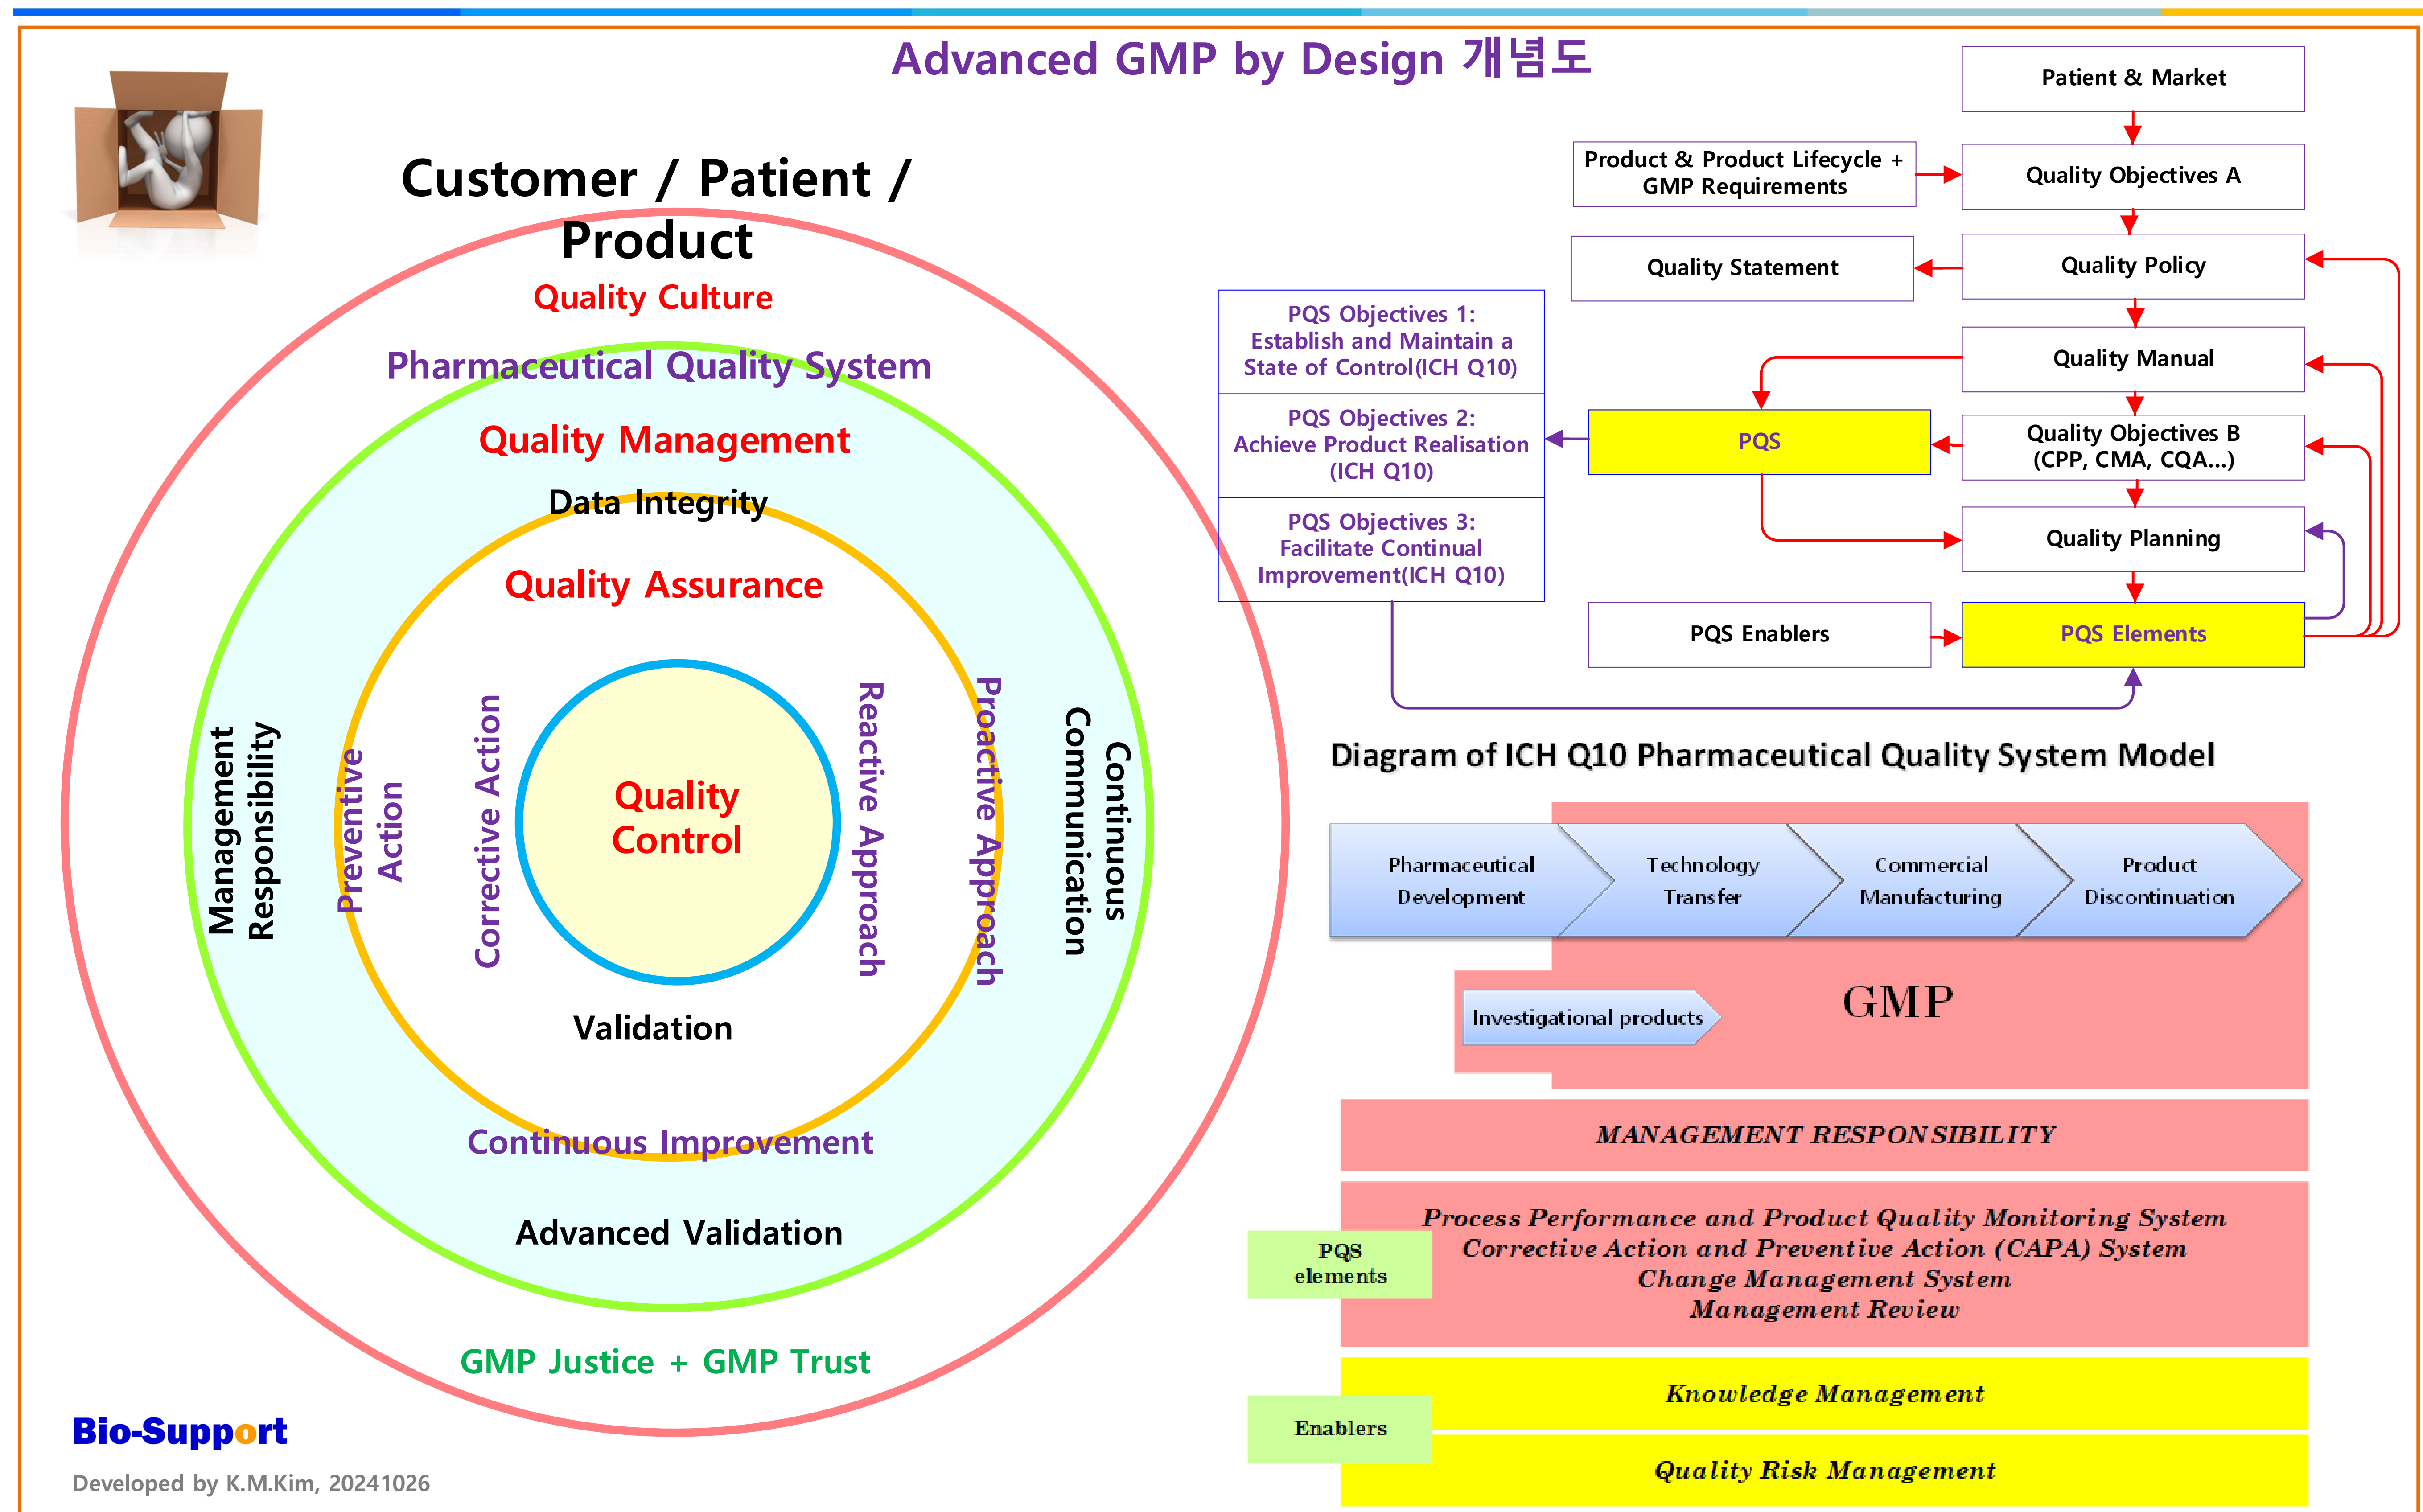 Advanced GMP by Design 개념도
Customer / Patient /
Product
Quality Culture
Pharmaceutical Quality System
Quality Management
Data Integrity
Quality Assurance
Management
Responsibility
Preventive
Action
Corrective Action
Quality
Control
Reactive Approach
Proactive Approach
Continuous
Communication
Validation
Continuous Improvement
Advanced Validation
GMP Justice + GMP Trust
Bio-Support
Developed by K.M.Kim, 20241026
Patient & Market
Product & Product Lifecycle +
GMP Requirements
Quality Objectives A
Quality Statement
Quality Policy
PQS Objectives 1:
Establish and Maintain a
State of Control(ICH Q10)
Quality Manual
PQS Objectives 2:
Achieve Product Realisation
(ICH Q10)
PQS
Quality Objectives B
(CPP, CMA, CQA...)
PQS Objectives 3:
Facilitate Continual
Improvement(ICH Q10)
Quality Planning
PQS Enablers
PQS Elements
Diagram of ICH Q10 Pharmaceutical Quality System Model
Pharmaceutical
Development
Technology
Transfer
Commercial
Manufacturing
Product
Discontinuation
Investigational products
GMP
MANAGEMENT RESPONSIBILITY
PQS
elements
Process Performance and Product Quality Monitoring System
Corrective Action and Preventive Action (CAPA) System
Change Management System
Management Review
Enablers
Knowledge Management
Quality Risk Management